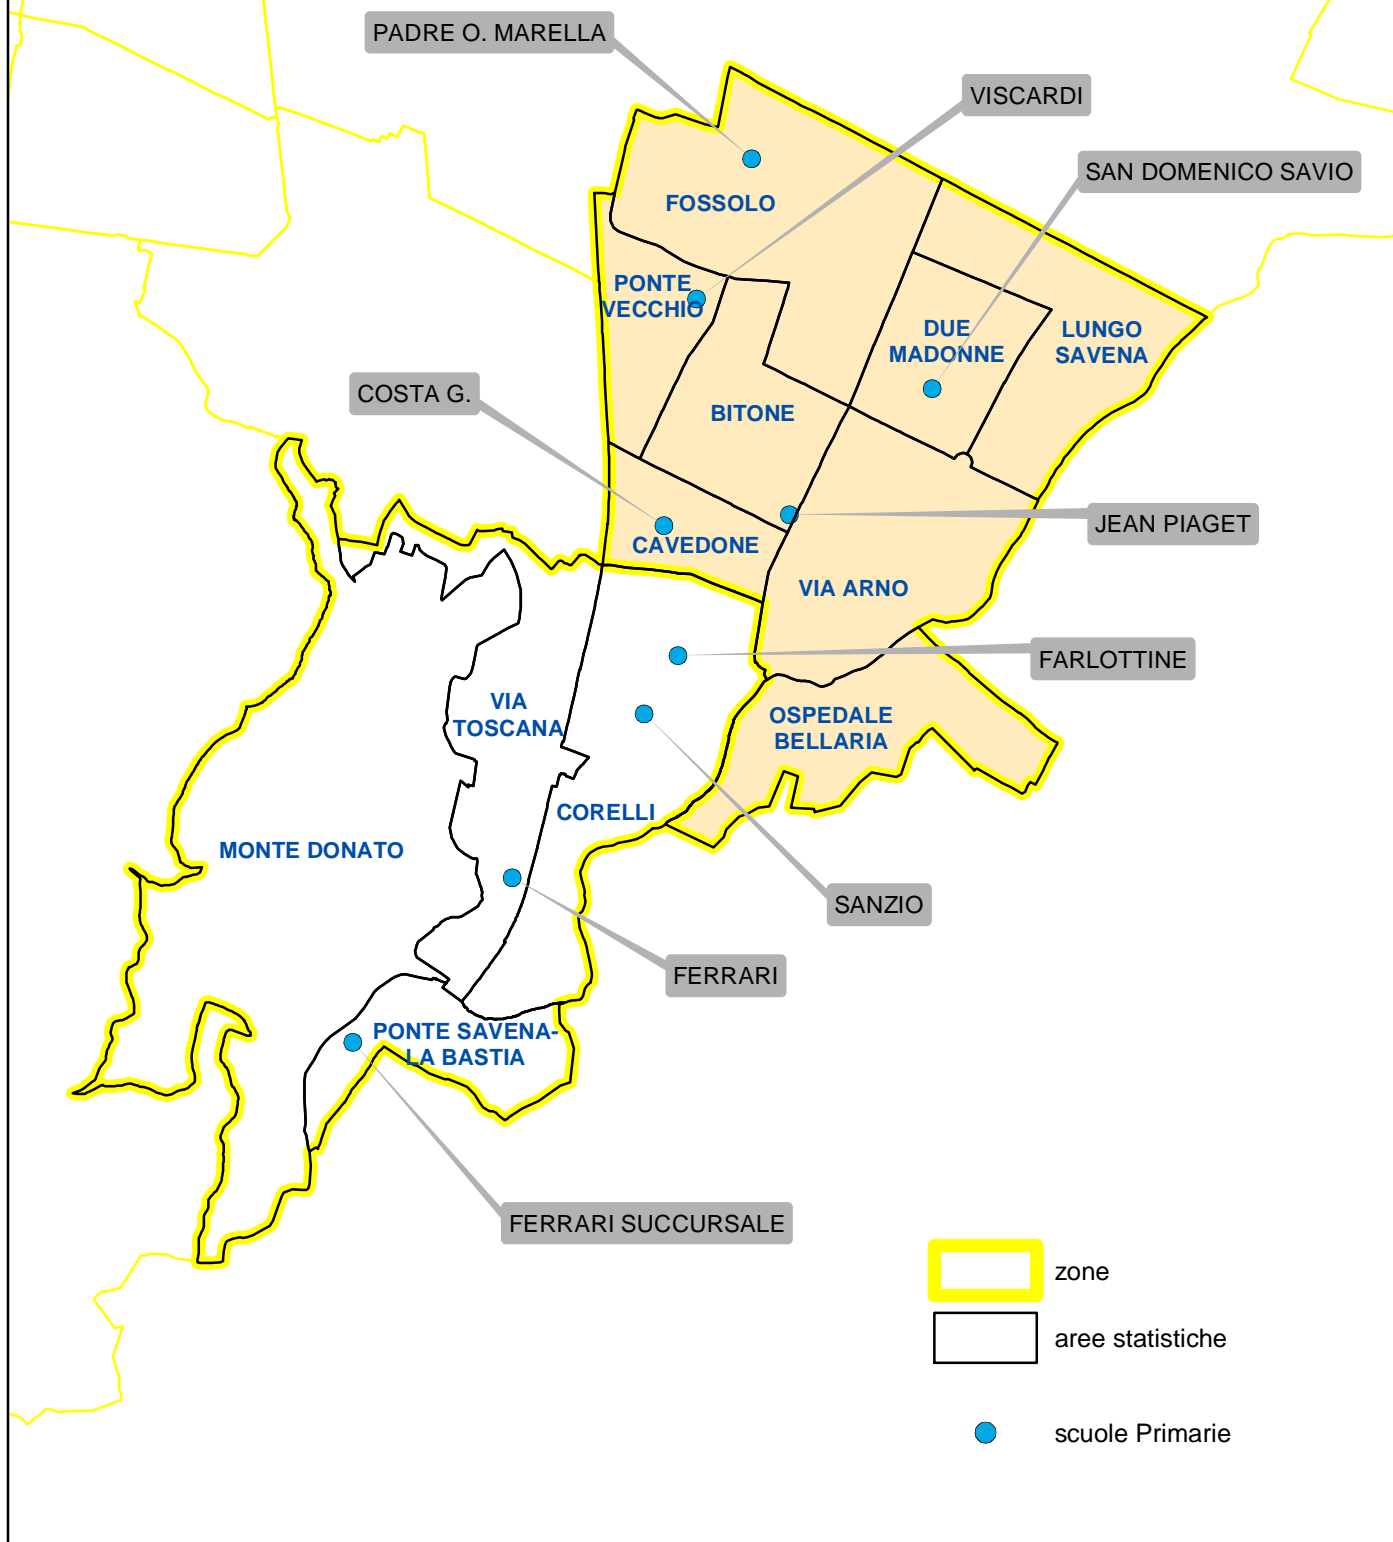 PADRE O. MARELLA
VISCARDI
SAN DOMENICO SAVIO
FOSSOLO
PONTE
VECCHIO
DUE
MADONNE
LUNGO
SAVENA
COSTA G.
BITONE
JEAN PIAGET
CAVEDONE
VIA ARNO
FARLOTTINE
VIA
TOSCANA
OSPEDALE
BELLARIA
CORELLI
MONTE DONATO
SANZIO
FERRARI
PONTE SAVENA-
LA BASTIA
FERRARI SUCCURSALE
zone
aree statistiche
scuole Primarie